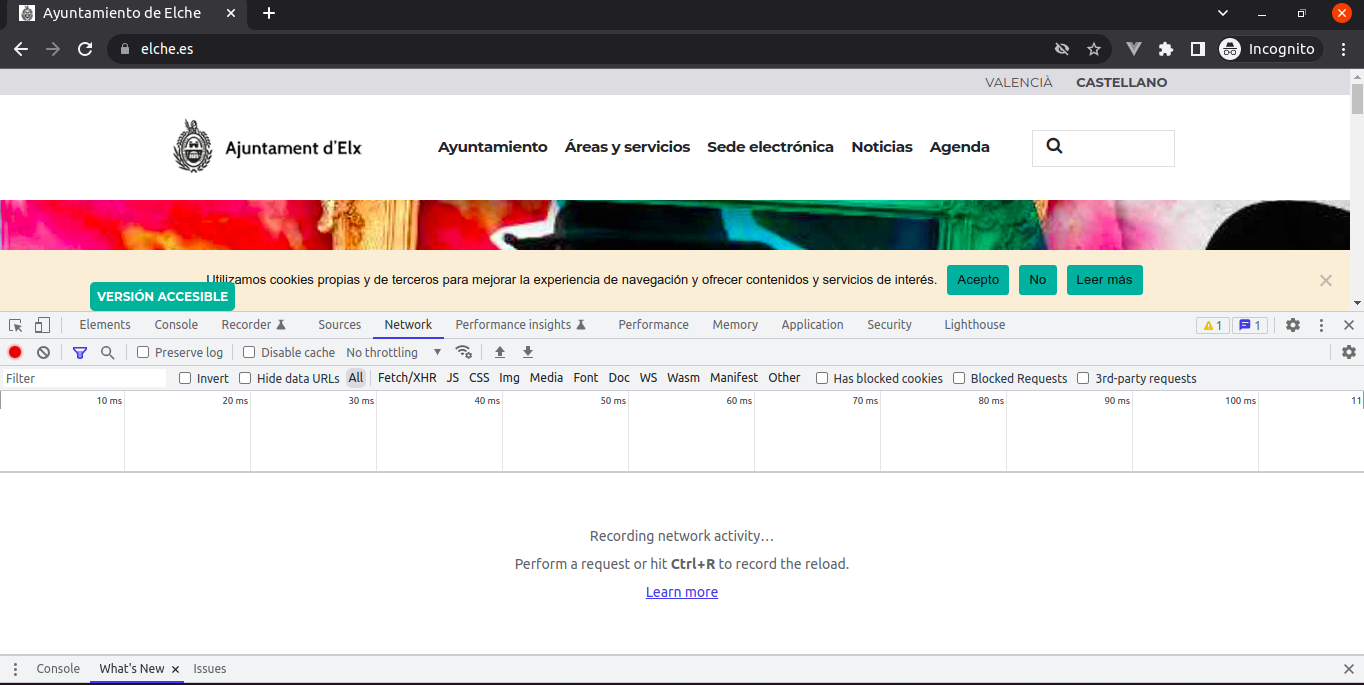 Ayuntamiento de Elche
elche.es
Incognito
VALENCIÀ CASTELLANO
Ajuntament d'Elx
Ayuntamiento Áreas y servicios Sede electrónica Noticias Agenda
Utilizamos cookies propias y de terceros para mejorar la experiencia de navegación y ofrecer contenidos y servicios de interés. Acepto No Leer más
VERSIÓN ACCESIBLE
Elements Console Recorder Sources Network Performance insights Performance Memory Application Security Lighthouse 1 1
Preserve log Disable cache No throttling
Filter Invert Hide data URLs All Fetch/XHR JS CSS Img Media Font Doc WS Wasm Manifest Other Has blocked cookies Blocked Requests 3rd-party requests
10 ms 20 ms 30 ms 40 ms 50 ms 60 ms 70 ms 80 ms 90 ms 100 ms 11
Recording network activity…
Perform a request or hit Ctrl+R to record the reload.
Learn more
Console What's New Issues